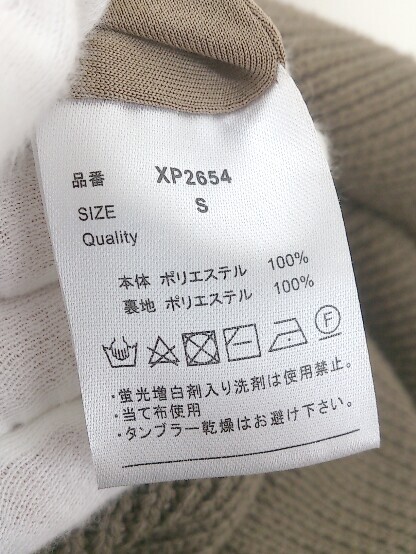 品番 XP2654
SIZE S
Quality
本体 ポリエステル 100%
裏地 ポリエステル 100%
F
・蛍光増白剤入り洗剤は使用禁止。
・当て布使用
・タンブラー乾燥はお避け下さい。